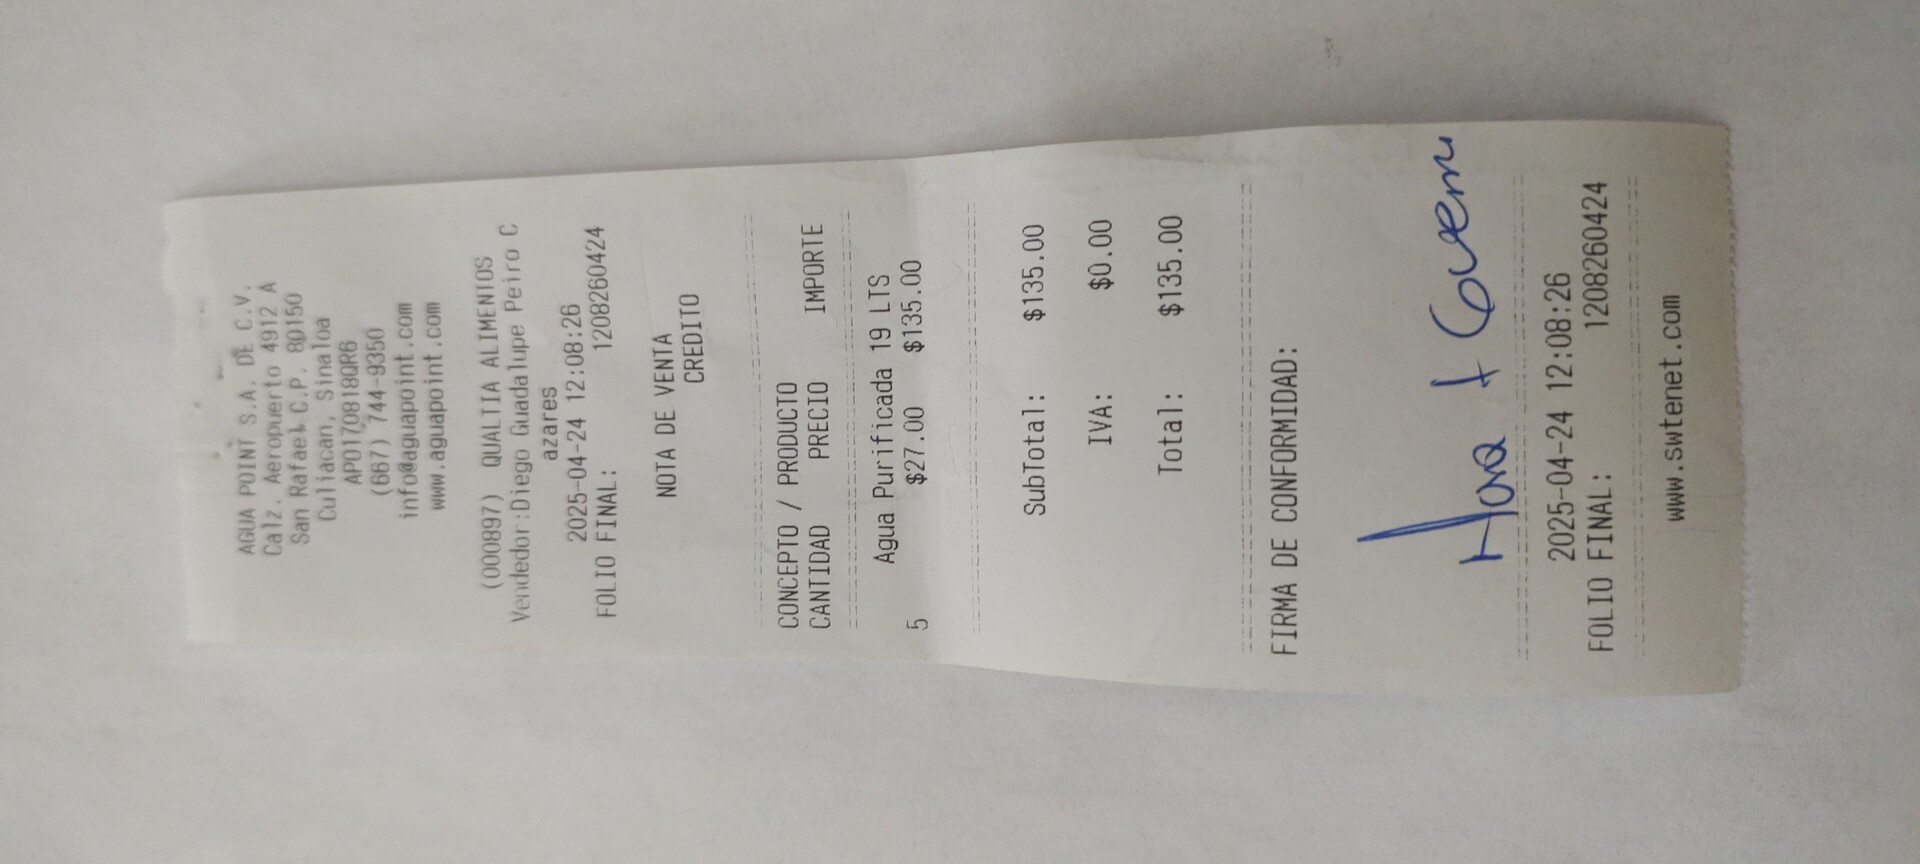 AGUA POINT S.A. DE C.V.
Calz. Aeropuerto 4912 A
San Rafael C.P. 80150
Culiacan, Sinaloa
APO170818QR6
(667) 744-9350
info@aguapoint.com
www.aguapoint.com
(000897) QUALTIA ALIMENTOS
Vendedor:Diego Guadalupe Peiro C
azares
2025-04-24 12:08:26
FOLIO FINAL: 1208260424
NOTA DE VENTA
CREDITO
CONCEPTO / PRODUCTO
CANTIDAD PRECIO IMPORTE
Agua Purificada 19 LTS
5 $27.00 $135.00
SubTotal: $135.00
IVA: $0.00
Total: $135.00
FIRMA DE CONFORMIDAD:
2025-04-24 12:08:26
FOLIO FINAL: 1208260424
www.swtenet.com